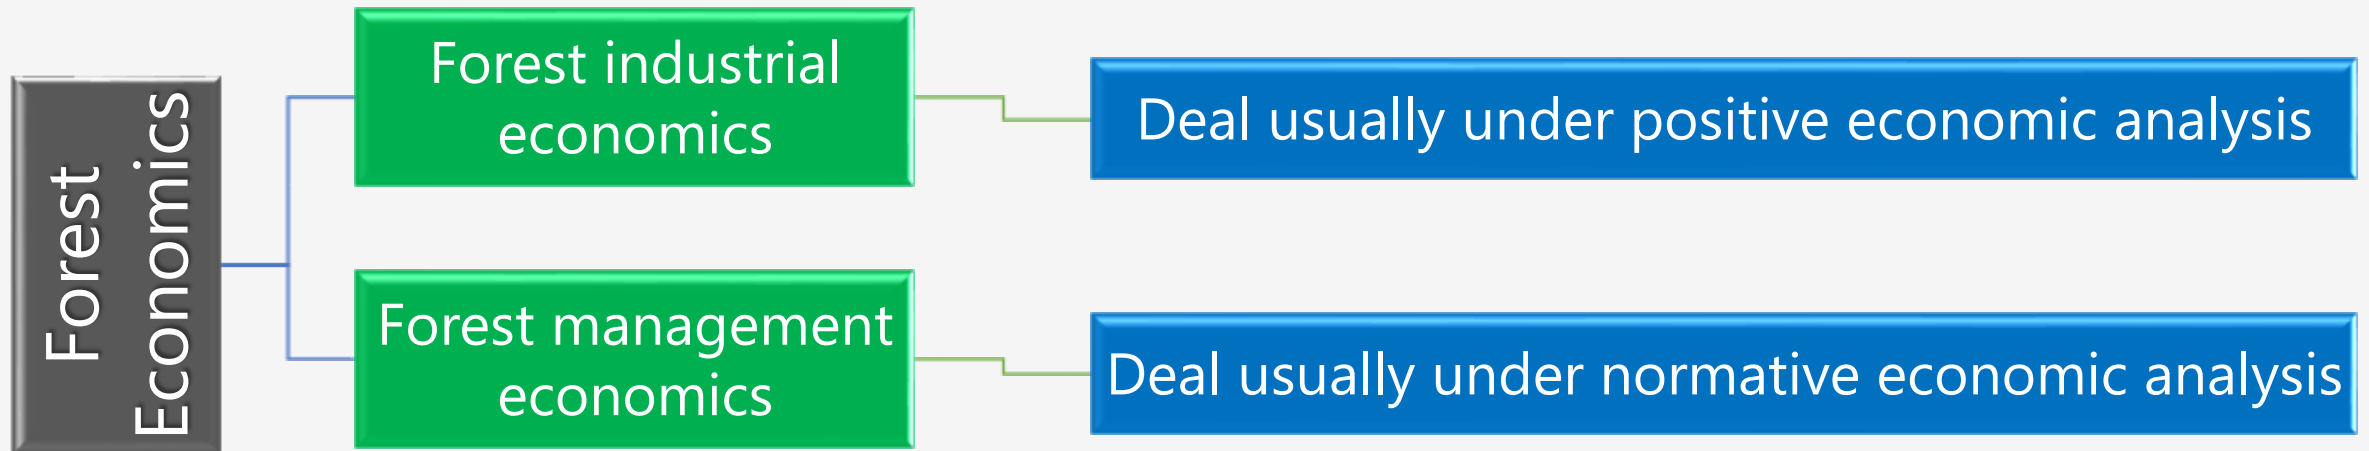 Forest
Economics
Forest industrial
economics
Deal usually under positive economic analysis
Forest management
economics
Deal usually under normative economic analysis